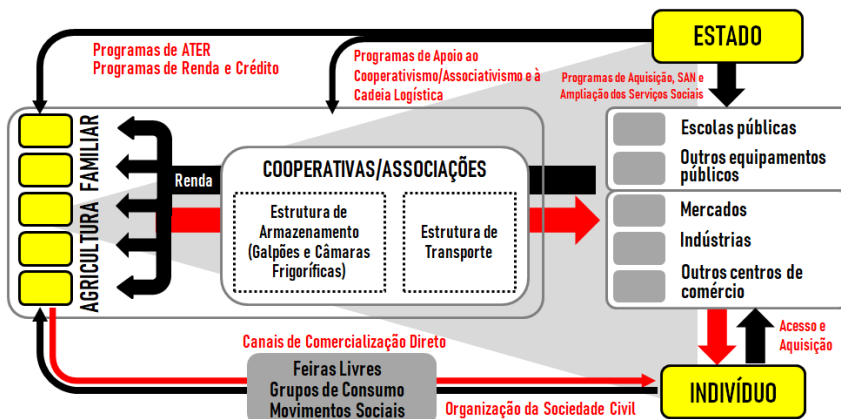 ESTADO
Programas de ATER
Programas de Renda e Crédito
Programas de Apoio ao
Cooperativismo/Associativismo e à
Cadeia Logística
Programas de Aquisição, SAN e
Ampliação dos Serviços Sociais
AGRICULTURA FAMILIAR
Renda
COOPERATIVAS/ASSOCIAÇÕES
Estrutura de
Armazenamento
(Galpões e Câmaras
Frigoríficas)
Estrutura de
Transporte
Escolas públicas
Outros equipamentos
públicos
Mercados
Indústrias
Outros centros de
comércio
Acesso e
Aquisição
Canais de Comercialização Direto
Feiras Livres
Grupos de Consumo
Movimentos Sociais
Organização da Sociedade Civil
INDIVÍDUO